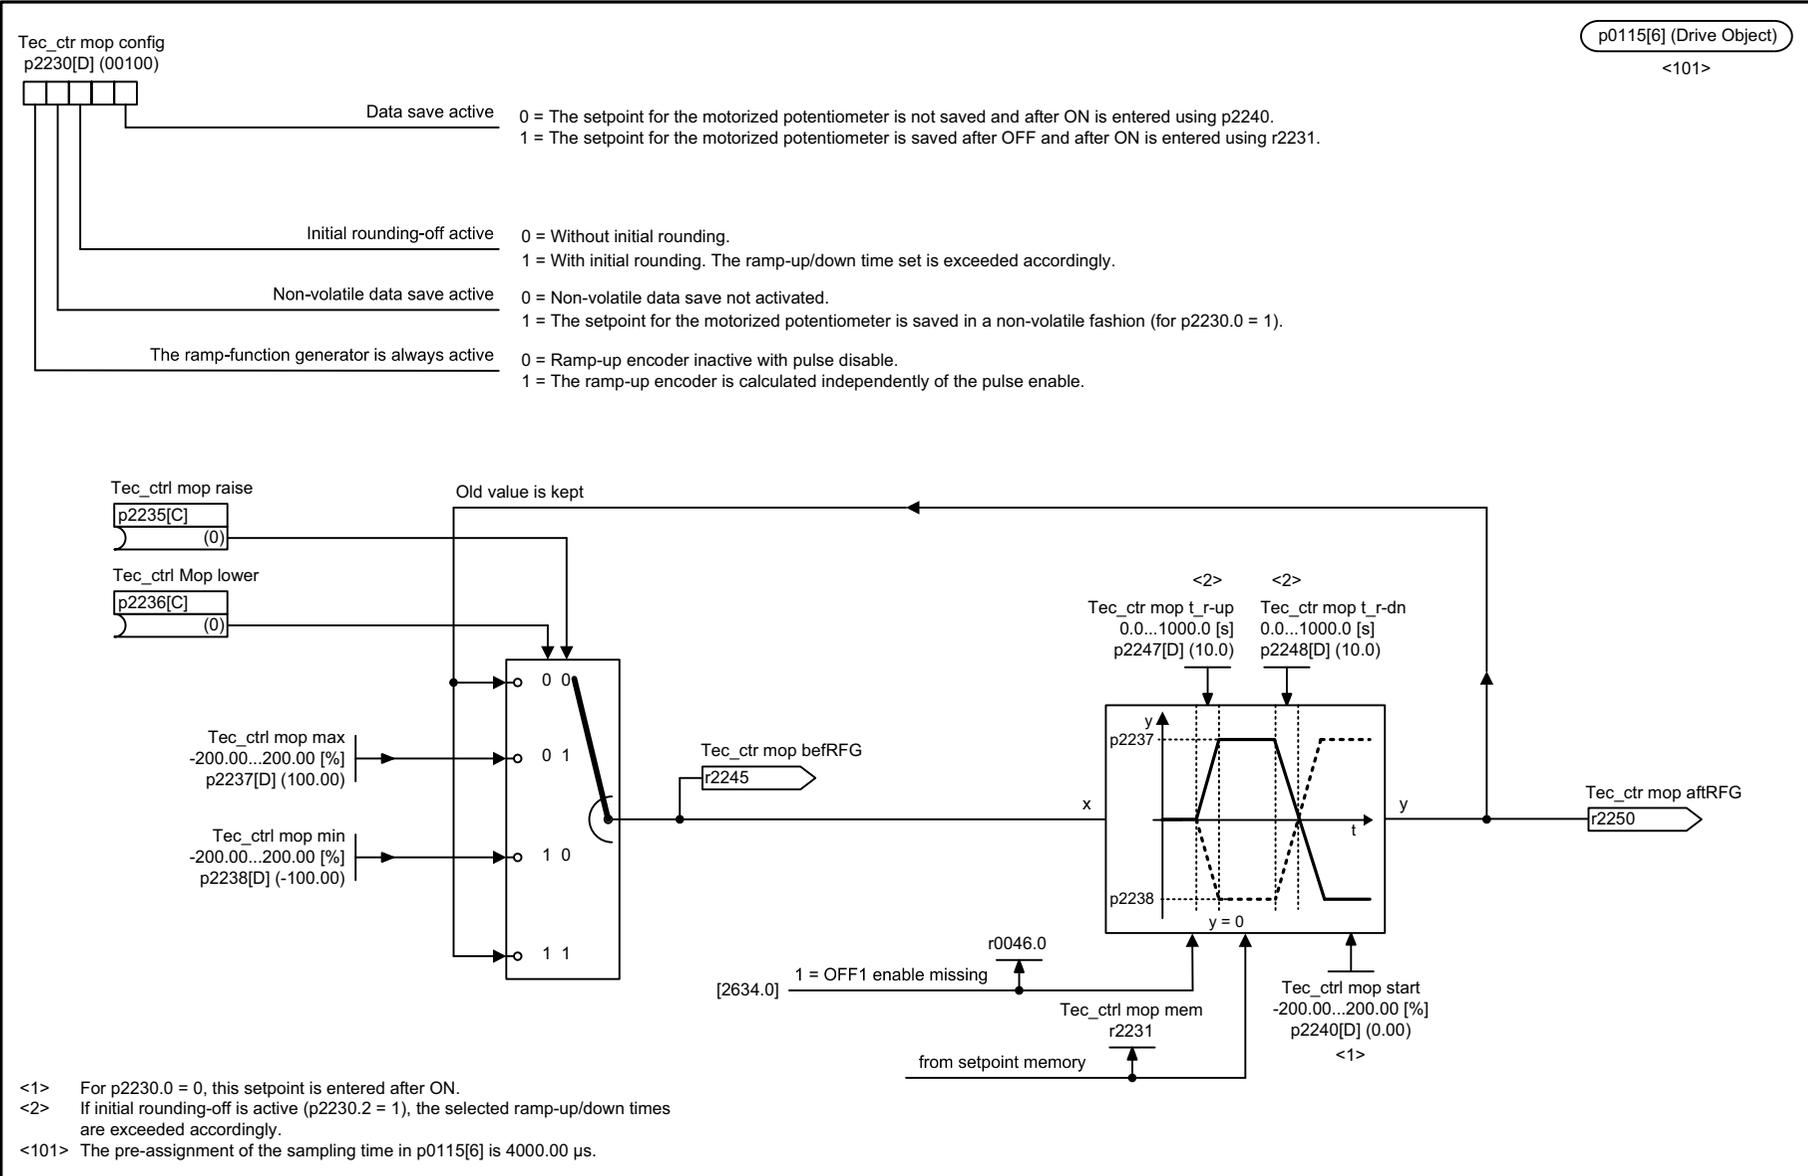 Tec_ctr mop config
p2230[D] (00100)
p0115[6] (Drive Object)
<101>
Data save active
0 = The setpoint for the motorized potentiometer is not saved and after ON is entered using p2240.
1 = The setpoint for the motorized potentiometer is saved after OFF and after ON is entered using r2231.
Initial rounding-off active
0 = Without initial rounding.
1 = With initial rounding. The ramp-up/down time set is exceeded accordingly.
Non-volatile data save active
0 = Non-volatile data save not activated.
1 = The setpoint for the motorized potentiometer is saved in a non-volatile fashion (for p2230.0 = 1).
The ramp-function generator is always active
0 = Ramp-up encoder inactive with pulse disable.
1 = The ramp-up encoder is calculated independently of the pulse enable.
Tec_ctrl mop raise
p2235[C]
(0)
Old value is kept
Tec_ctrl Mop lower
p2236[C]
(0)
0 0
0 1
1 0
1 1
Tec_ctrl mop max
-200.00...200.00 [%]
p2237[D] (100.00)
Tec_ctrl mop min
-200.00...200.00 [%]
p2238[D] (-100.00)
Tec_ctr mop befRFG
r2245
<2>
Tec_ctr mop t_r-up
0.0...1000.0 [s]
p2247[D] (10.0)
<2>
Tec_ctr mop t_r-dn
0.0...1000.0 [s]
p2248[D] (10.0)
x
y
p2237
t
p2238
y = 0
y
Tec_ctr mop aftRFG
r2250
r0046.0
1 = OFF1 enable missing
[2634.0]
Tec_ctrl mop mem
r2231
from setpoint memory
Tec_ctrl mop start
-200.00...200.00 [%]
p2240[D] (0.00)
<1>
<1> For p2230.0 = 0, this setpoint is entered after ON.
<2> If initial rounding-off is active (p2230.2 = 1), the selected ramp-up/down times
are exceeded accordingly.
<101> The pre-assignment of the sampling time in p0115[6] is 4000.00 µs.